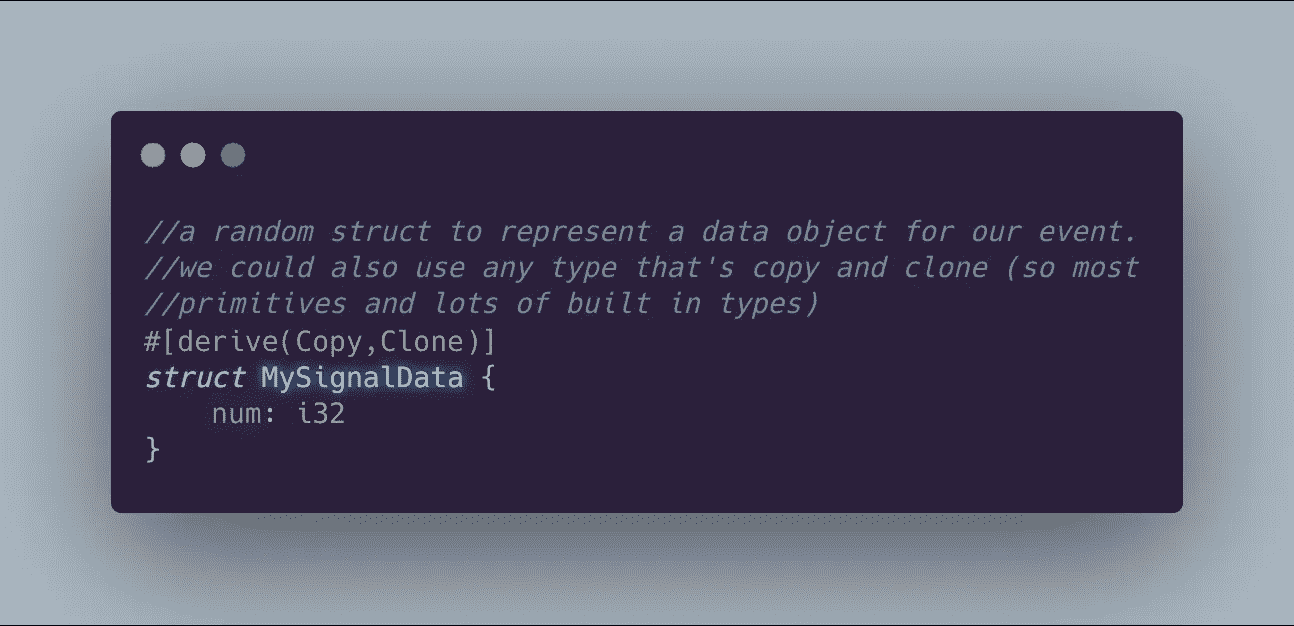 //a random struct to represent a data object for our event.
//we could also use any type that's copy and clone (so most
//primitives and lots of built in types)
#[derive(Copy,Clone)]
struct MySignalData {
    num: i32
}